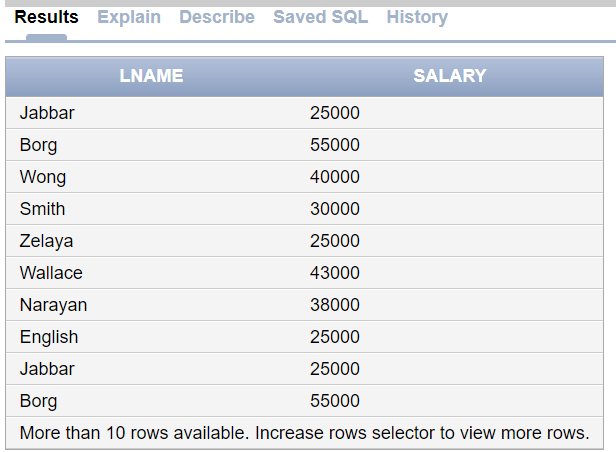 Results Explain Describe Saved SQL History
LNAME SALARY
Jabbar 25000
Borg 55000
Wong 40000
Smith 30000
Zelaya 25000
Wallace 43000
Narayan 38000
English 25000
Jabbar 25000
Borg 55000
More than 10 rows available. Increase rows selector to view more rows.